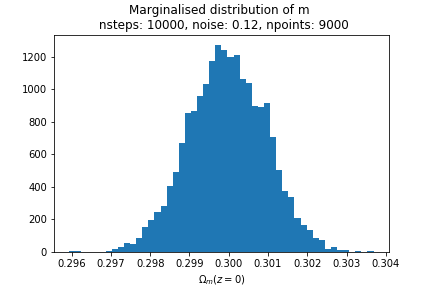 Marginalised distribution of m
nsteps: 10000, noise: 0.12, npoints: 9000
1200
1000
800
600
400
200
0
0.296 0.297 0.298 0.299 0.300 0.301 0.302 0.303 0.304
Ωm(z = 0)